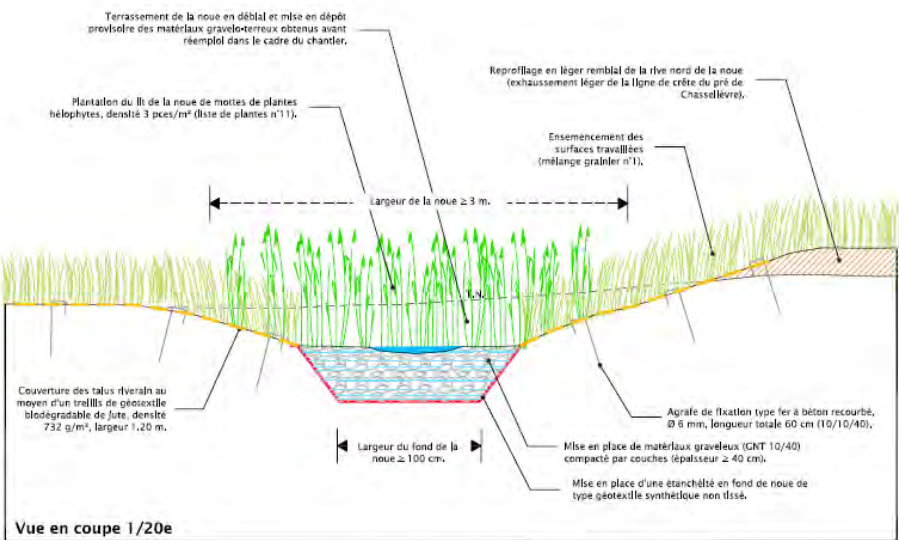 Terrassement de la noue en déblai et mise en dépôt
provisoire des matériaux gravelo-terreux obtenus avant
réemploi dans le cadre du chantier.
Reprofilage en léger remblai de la rive nord de la noue
(exhaussement léger de la ligne de crête du pré de
Chasselièvre).
Plantation du lit de la noue de mottes de plantes
hélophytes, densité 3 pces/m² (liste de plantes n°11).
Ensemencement des
surfaces travaillées
(mélange grainier n°1).
Largeur de la noue ≥ 3 m.
T.N.
Couverture des talus riverain au
moyen d'un treillis de géotextile
biodégradable de jute, densité
732 g/m², largeur 1.20 m.
Agrafe de fixation type fer à béton recourbé,
Ø 6 mm, longueur totale 60 cm (10/10/40).
Largeur du fond de la
noue ≥ 100 cm.
Mise en place de matériaux graveleux (GNT 10/40)
compacté par couches (épaisseur ≥ 40 cm).
Mise en place d'une étanchéité en fond de noue de
type géotextile synthétique non tissé.
Vue en coupe 1/20e